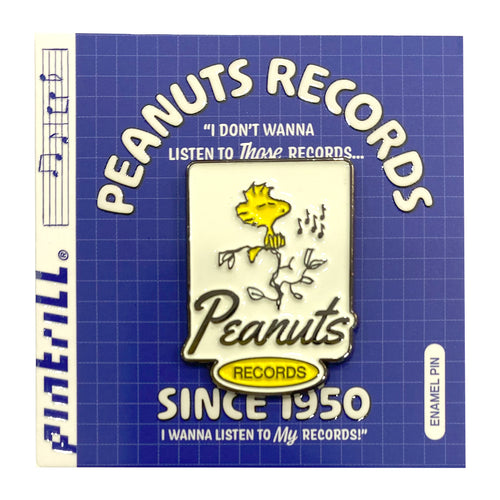 PEANUTS RECORDS
"I DON'T WANNA
LISTEN TO Those RECORDS...
Peanuts
RECORDS
SINCE 1950
I WANNA LISTEN TO My RECORDS!"
pintrill®
ENAMEL PIN